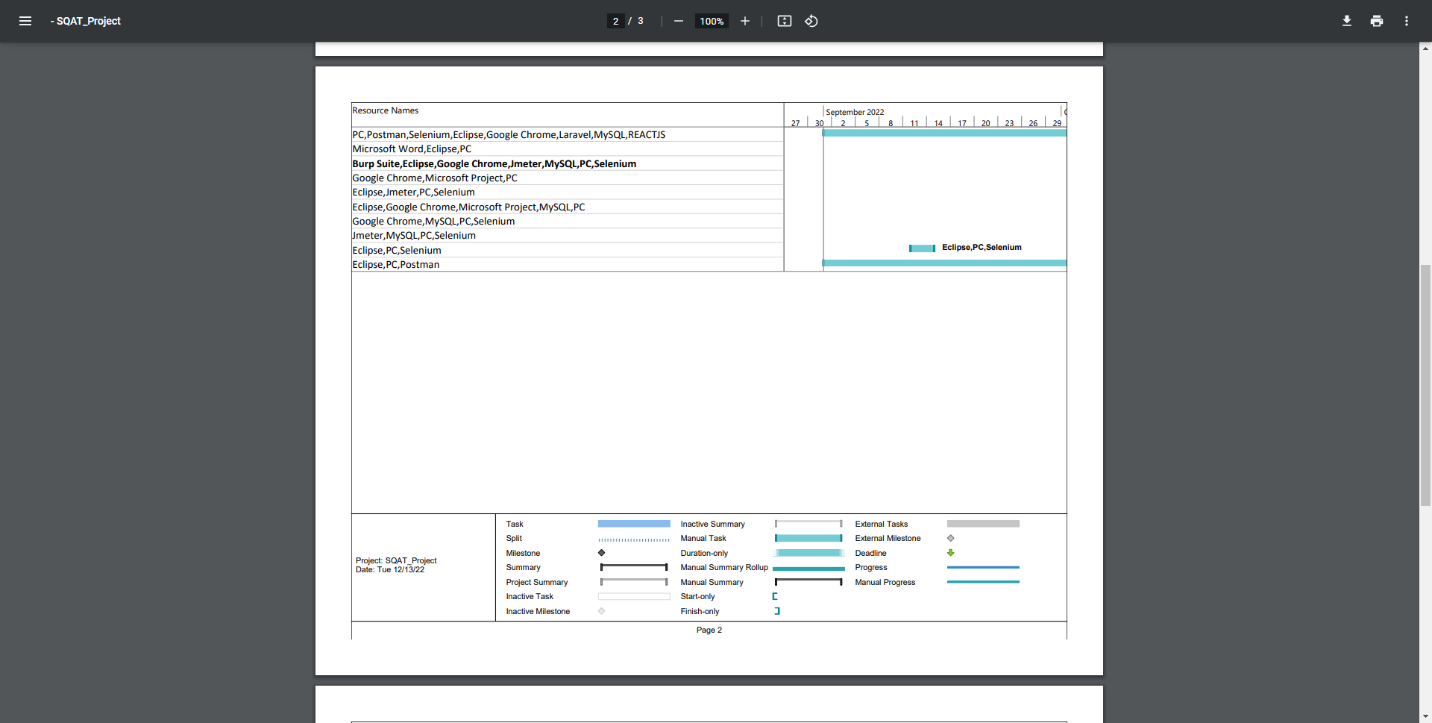 - SQAT_Project
2 / 3
100%
Resource Names
September 2022
27 30 2 5 8 11 14 17 20 23 26 29
PC,Postman,Selenium,Eclipse,Google Chrome,Laravel,MySQL,REACTJS
Microsoft Word,Eclipse,PC
Burp Suite,Eclipse,Google Chrome,Jmeter,MySQL,PC,Selenium
Google Chrome,Microsoft Project,PC
Eclipse,Jmeter,PC,Selenium
Eclipse,Google Chrome,Microsoft Project,MySQL,PC
Google Chrome,MySQL,PC,Selenium
Jmeter,MySQL,PC,Selenium
Eclipse,PC,Selenium
Eclipse,PC,Selenium
Eclipse,PC,Postman
Project: SQAT_Project
Date: Tue 12/13/22
Task
Split
Milestone
Summary
Project Summary
Inactive Task
Inactive Milestone
Inactive Summary
Manual Task
Duration-only
Manual Summary Rollup
Manual Summary
Start-only
Finish-only
External Tasks
External Milestone
Deadline
Progress
Manual Progress
Page 2